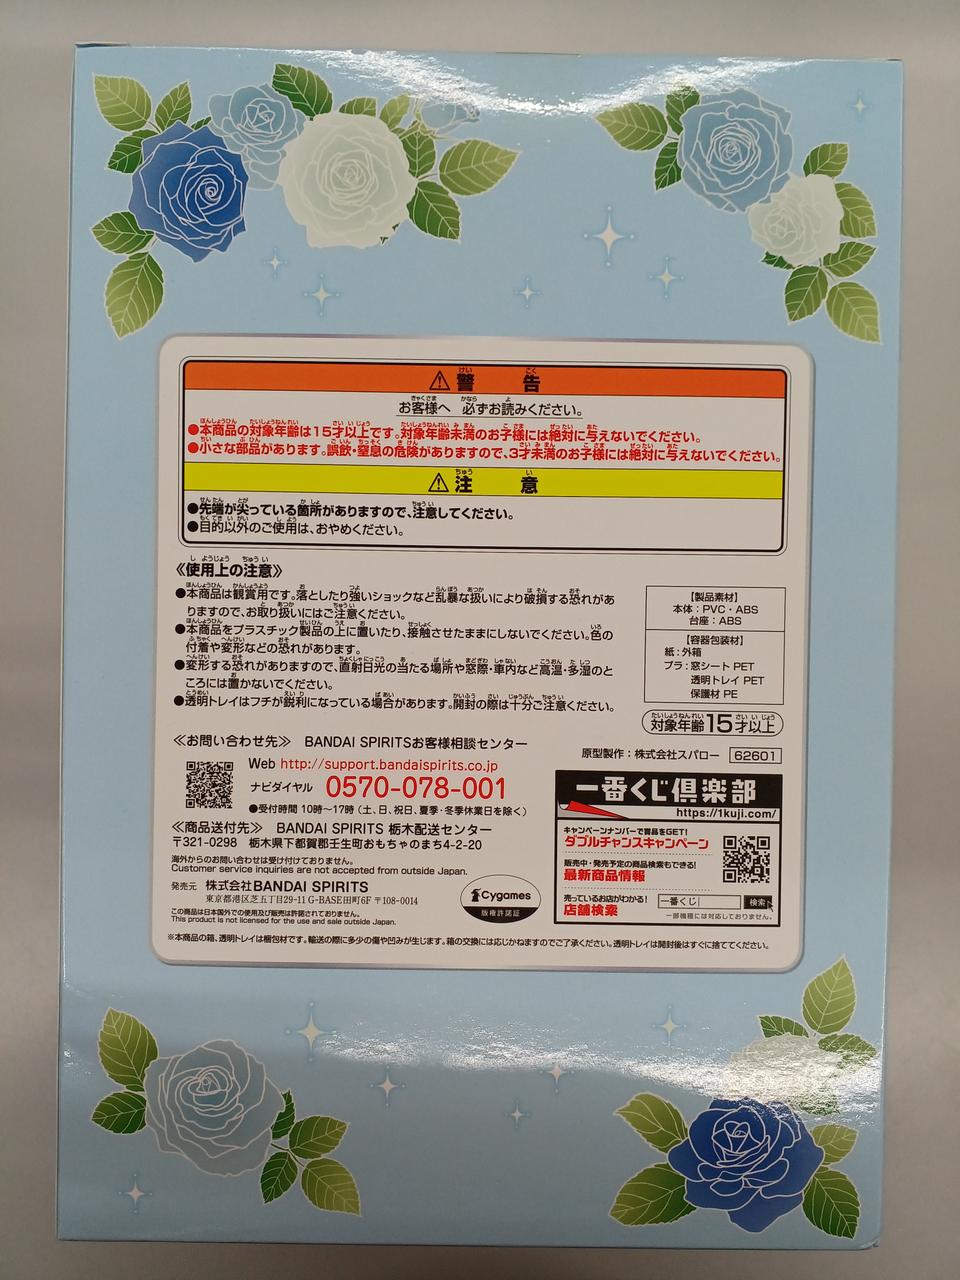 ⚠警告
お客様へ 必ずお読みください。
●本商品の対象年齢は15才以上です。対象年齢未満のお子様には絶対に与えないでください。
●小さな部品があります。誤飲・窒息の危険がありますので、3才未満のお子様には絶対に与えないでください。
⚠注意
●先端が尖っている箇所がありますので、注意してください。
●目的以外のご使用は、おやめください。
《使用上の注意》
●本商品は観賞用です。落としたり強いショックなど乱暴な扱いにより破損する恐れがあ
りますので、お取り扱いにはご注意ください。
●本商品をプラスチック製品の上に置いたり、接触させたままにしないでください。色の
付着や変形などの恐れがあります。
●変形する恐れがありますので、直射日光の当たる場所や窓際・車内など高温・多湿のと
ころには置かないでください。
●透明トレイはフチが鋭利になっている場合があります。開封の際は十分ご注意ください。
【製品素材】
本体：PVC・ABS
台座：ABS
【容器包装材】
紙：外箱
プラ：窓シート PET
透明トレイ PET
保護材 PE
対象年齢15才以上
原型製作：株式会社スパロー 62601
≪お問い合わせ先≫ BANDAI SPIRITSお客様相談センター
Web http://support.bandaispirits.co.jp
ナビダイヤル 0570-078-001
●受付時間 10時〜17時（土、日、祝日、夏季・冬季休業日を除く）
≪商品送付先≫ BANDAI SPIRITS 栃木配送センター
〒321-0298 栃木県下都賀郡壬生町おもちゃのまち4-2-20
海外からのお問い合わせは受け付けておりません。
Customer service inquiries are not accepted from outside Japan.
発売元 株式会社BANDAI SPIRITS
東京都港区芝五丁目29-11 G-BASE田町6F 〒108-0014
この商品は日本国外での使用及び販売は許諾されておりません。
This product is not licensed for the use and sale outside Japan.
Cygames
版権許諾証
一番くじ倶楽部
https://1kuji.com/
キャンペーンナンバーで賞品をGET!
ダブルチャンスキャンペーン
販売中・発売予定の商品検索もできる!
最新商品情報
売っているお店がわかる!
店舗検索
一番くじ 検索
一部機種には対応しておりません。
※本商品の箱、透明トレイは梱包材です。輸送の際に多少の傷や凹みが生じます。箱の交換には応じかねますのでご了承ください。透明トレイは開封後はすぐに捨ててください。